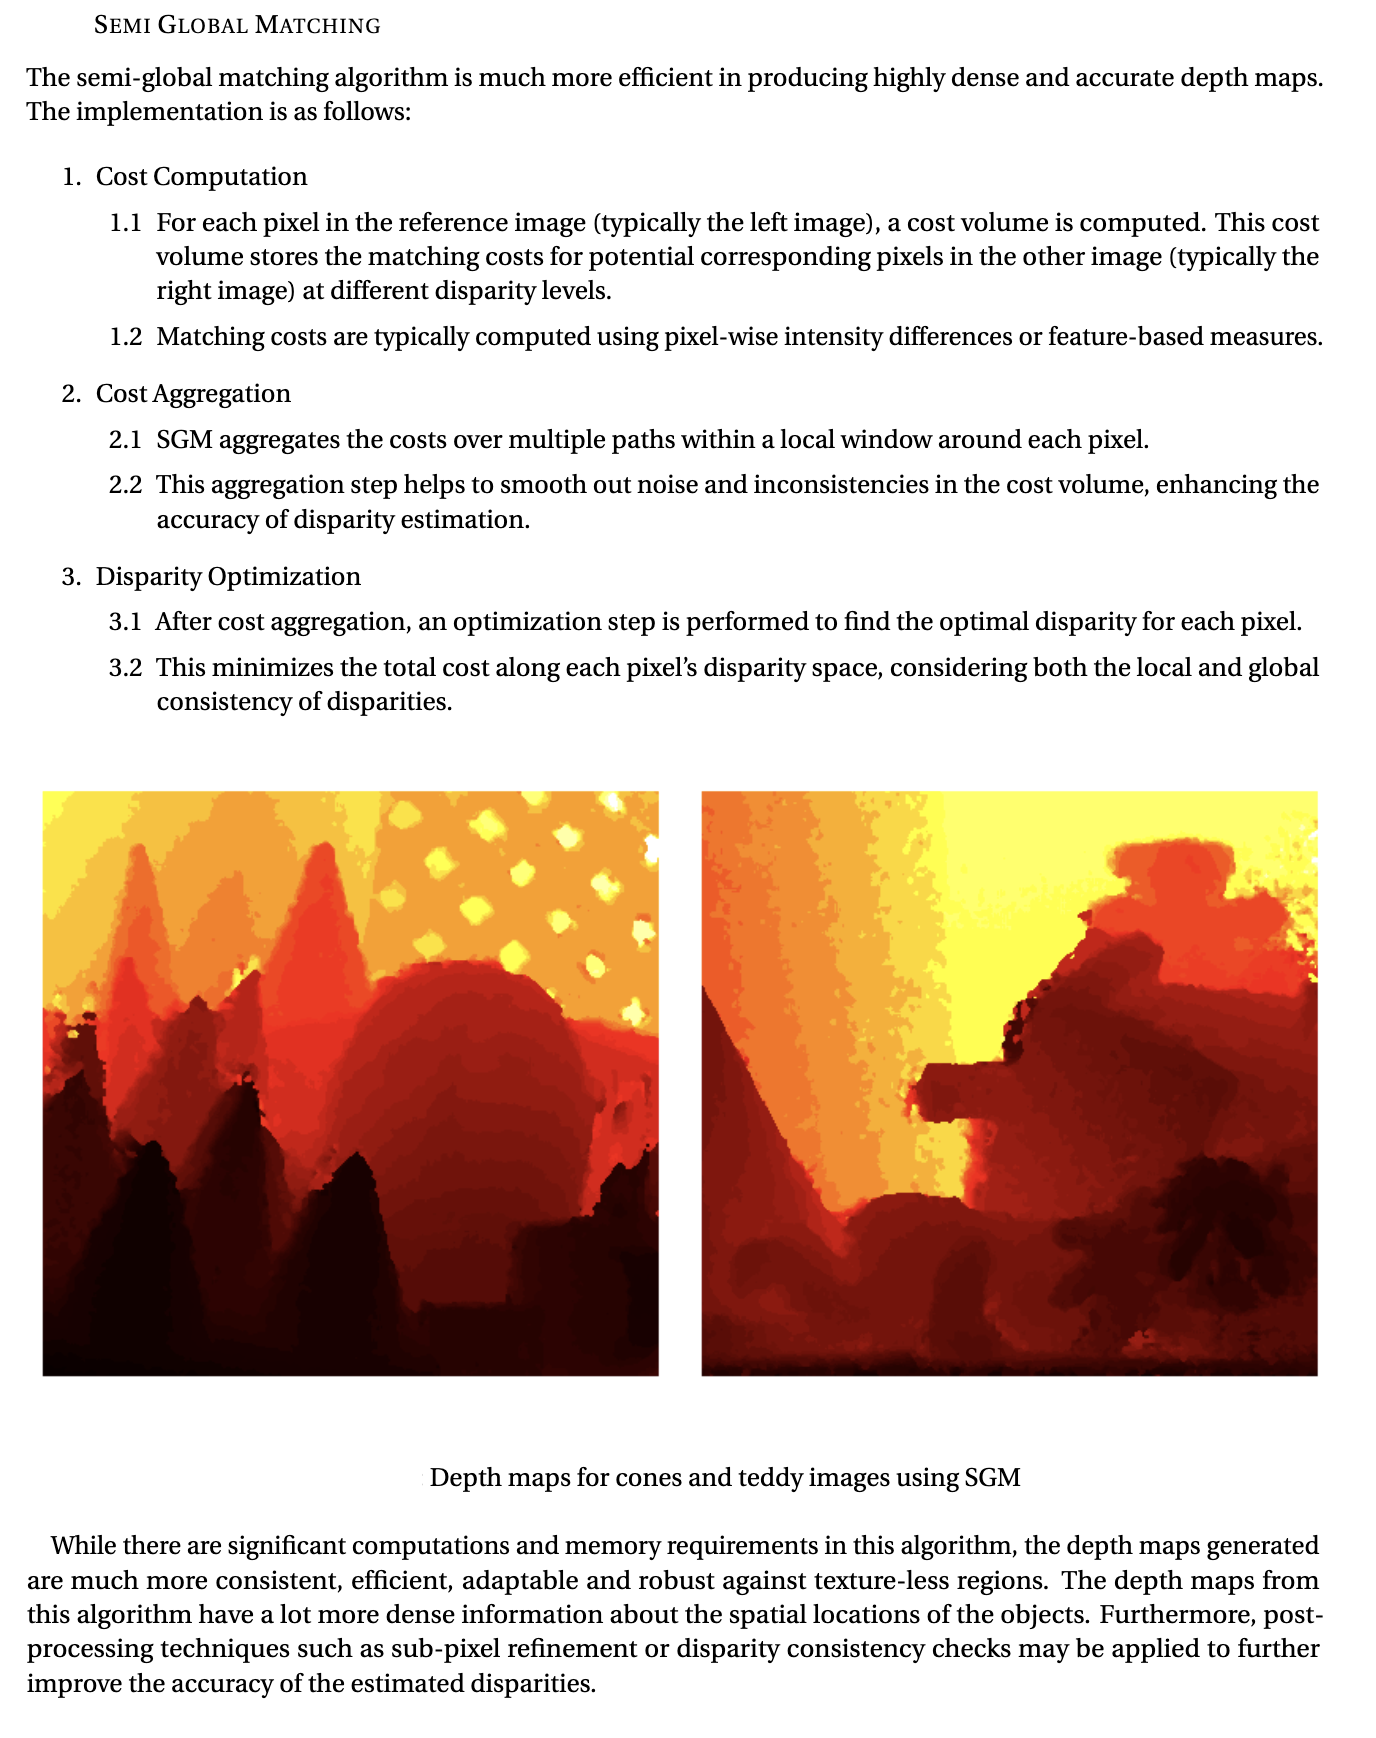 SEMI GLOBAL MATCHING
The semi-global matching algorithm is much more efficient in producing highly dense and accurate depth maps.
The implementation is as follows:
1. Cost Computation
1.1 For each pixel in the reference image (typically the left image), a cost volume is computed. This cost
volume stores the matching costs for potential corresponding pixels in the other image (typically the
right image) at different disparity levels.
1.2 Matching costs are typically computed using pixel-wise intensity differences or feature-based measures.
2. Cost Aggregation
2.1 SGM aggregates the costs over multiple paths within a local window around each pixel.
2.2 This aggregation step helps to smooth out noise and inconsistencies in the cost volume, enhancing the
accuracy of disparity estimation.
3. Disparity Optimization
3.1 After cost aggregation, an optimization step is performed to find the optimal disparity for each pixel.
3.2 This minimizes the total cost along each pixel's disparity space, considering both the local and global
consistency of disparities.
Depth maps for cones and teddy images using SGM
While there are significant computations and memory requirements in this algorithm, the depth maps generated
are much more consistent, efficient, adaptable and robust against texture-less regions. The depth maps from
this algorithm have a lot more dense information about the spatial locations of the objects. Furthermore, post-
processing techniques such as sub-pixel refinement or disparity consistency checks may be applied to further
improve the accuracy of the estimated disparities.